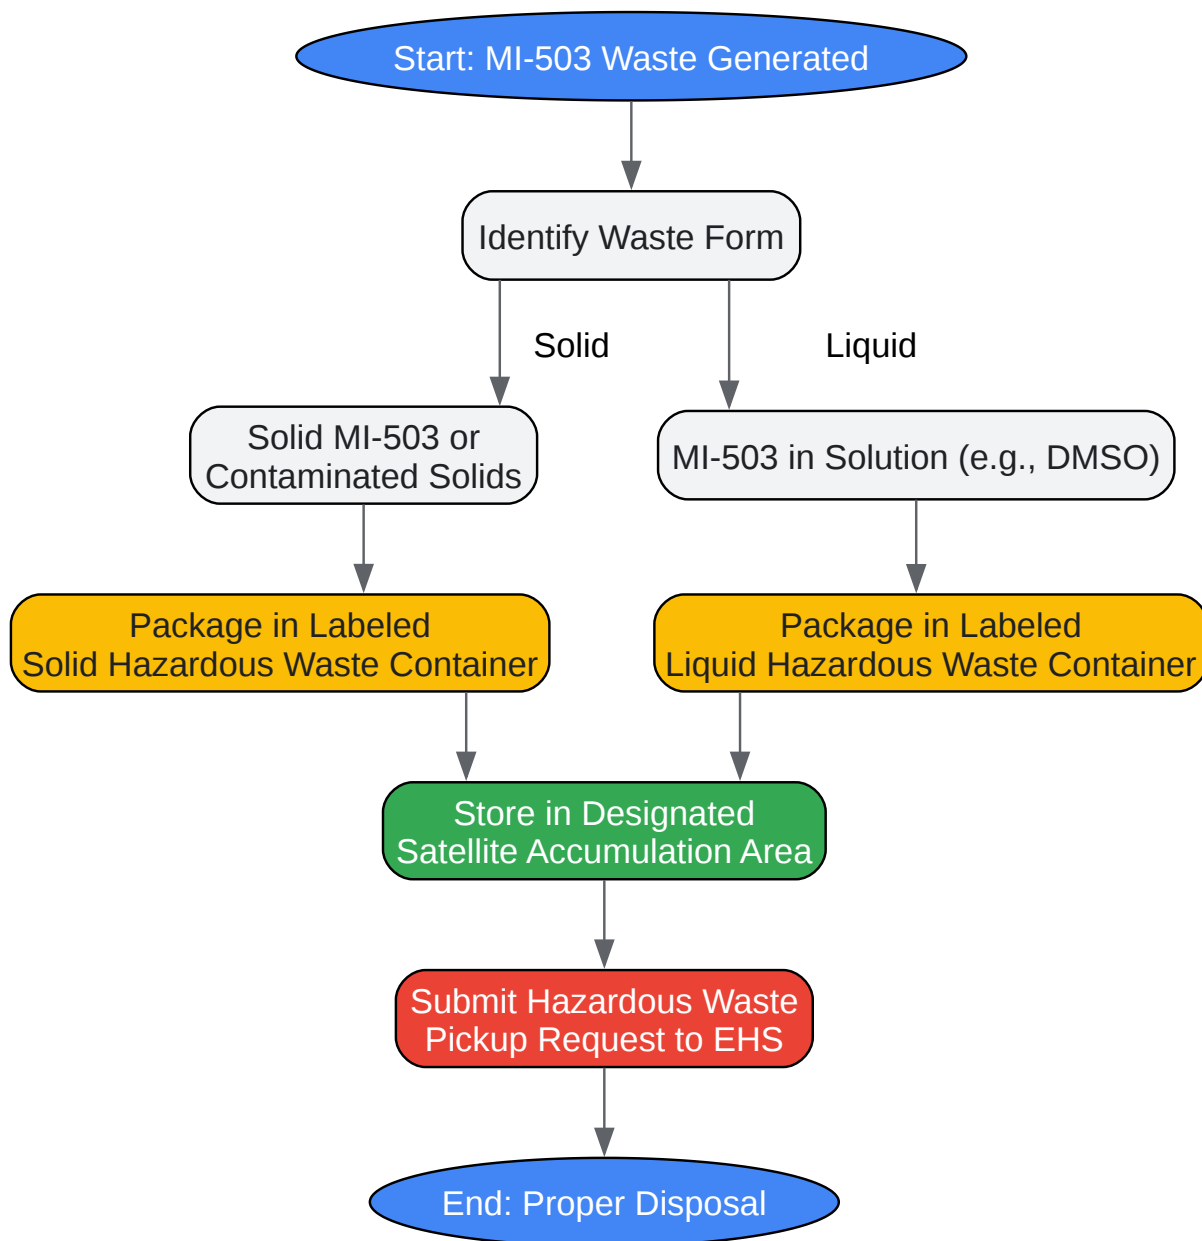 Start: MI-503 Waste Generated
Identify Waste Form
Solid
Liquid
Solid MI-503 or
Contaminated Solids
MI-503 in Solution (e.g., DMSO)
Package in Labeled
Solid Hazardous Waste Container
Package in Labeled
Liquid Hazardous Waste Container
Store in Designated
Satellite Accumulation Area
Submit Hazardous Waste
Pickup Request to EHS
End: Proper Disposal